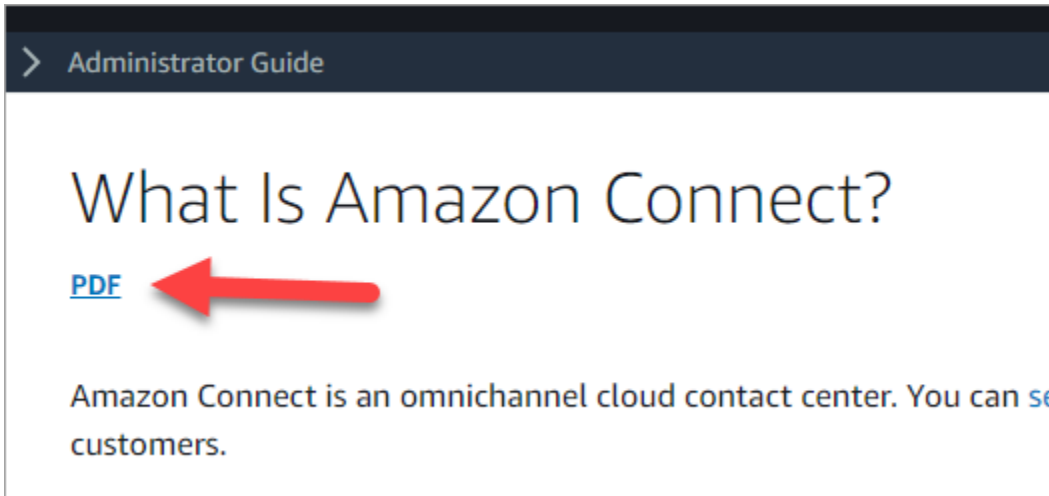 Administrator Guide
What Is Amazon Connect?
PDF
Amazon Connect is an omnichannel cloud contact center. You can
customers.